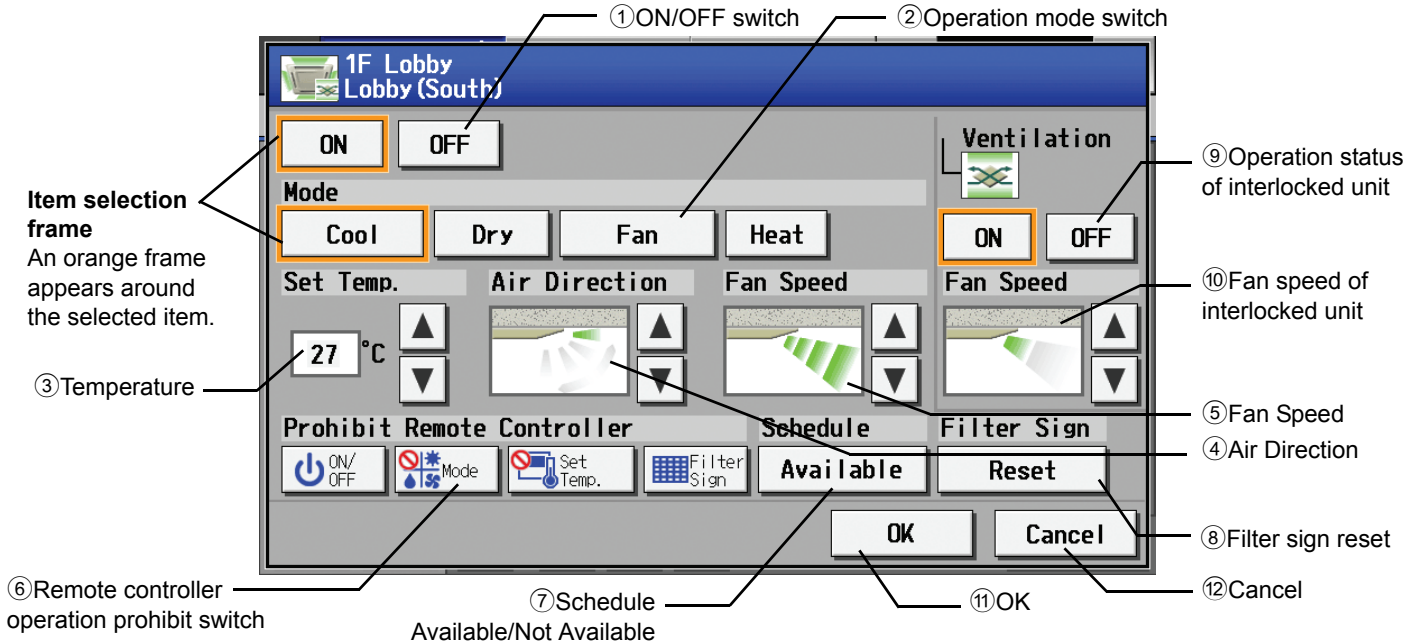 ①ON/OFF switch
②Operation mode switch
1F Lobby
Lobby(South)
ON
OFF
Ventilation
⑨Operation status
of interlocked unit
Item selection
frame
An orange frame
appears around
the selected item.
Mode
Cool
Dry
Fan
Heat
ON
OFF
Set Temp.
Air Direction
Fan Speed
Fan Speed
⑩Fan speed of
interlocked unit
27 °C
③Temperature
⑤Fan Speed
④Air Direction
Prohibit Remote Controller
Schedule
Filter Sign
ON/
OFF
Mode
Set
Temp.
Filter
Sign
Available
Reset
OK
Cancel
⑧Filter sign reset
⑥Remote controller
operation prohibit switch
⑦Schedule
Available/Not Available
⑪OK
⑫Cancel